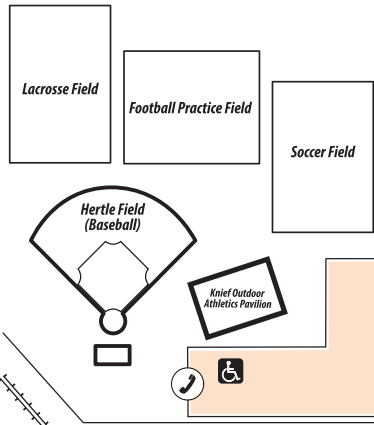 Lacrosse Field
Football Practice Field
Soccer Field
Hertle Field
(Baseball)
Knief Outdoor
Athletics Pavilion